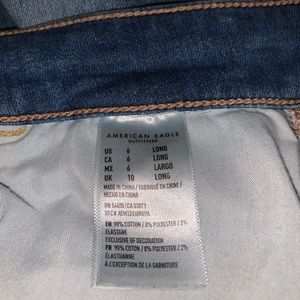 AMERICAN EAGLE
OUTFITTERS
US 6 LONG
CA 6 LONG
MX 6 LARGO
UK 10 LONG
MADE IN CHINA / FABRIQUÉ EN CHINE /
HECHO EN CHINA
EN 90% COTTON / 8% POLYESTER / 2%
ELASTANE
EXCLUSIVE OF DECORATION
FR 90% COTON / 8% POLYESTER / 2%
ÉLASTHANNE
À L'EXCEPTION DE LA GARNITURE